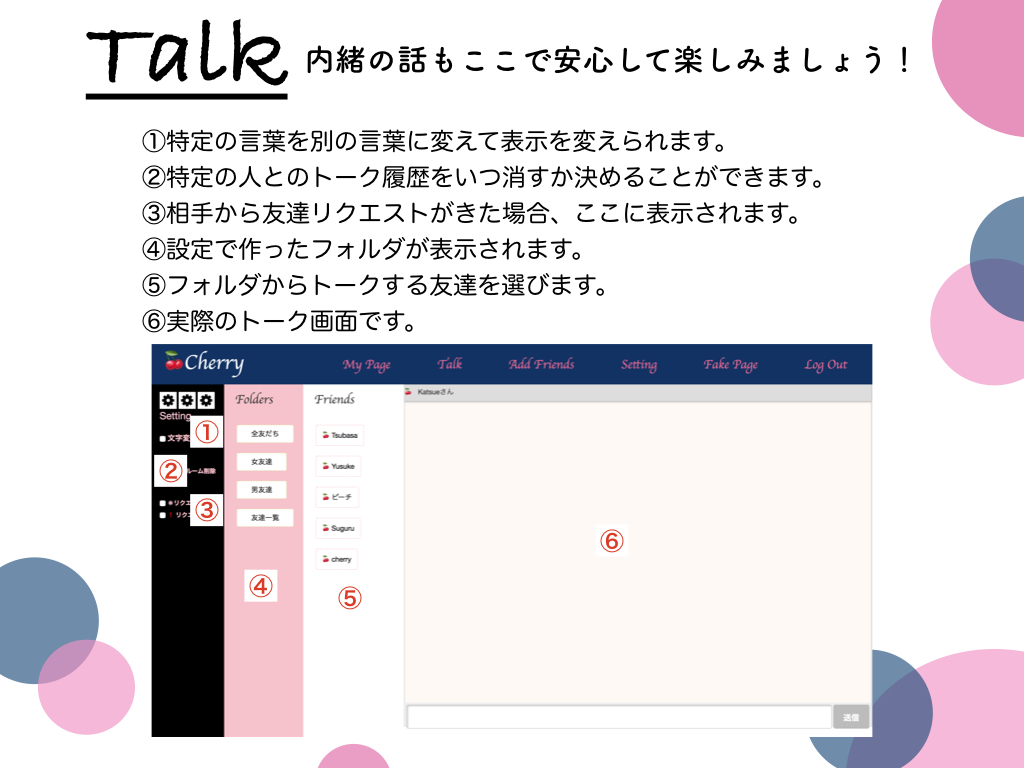 Talk 内緒の話もここで安心して楽しみましょう！
①特定の言葉を別の言葉に変えて表示を変えられます。
②特定の人とのトーク履歴をいつ消すか決めることができます。
③相手から友達リクエストがきた場合、ここに表示されます。
④設定で作ったフォルダが表示されます。
⑤フォルダからトークする友達を選びます。
⑥実際のトーク画面です。
Cherry My Page Talk Add Friends Setting Fake Page Log Out
Setting
文字変
①
②
ルーム削除
リクエ
③
リクエ
Folders
全友だち
女友達
男友達
友達一覧
④
Friends
Tsubasa
Yusuke
ピーチ
Suguru
cherry
⑤
Katsueさん
⑥
送信